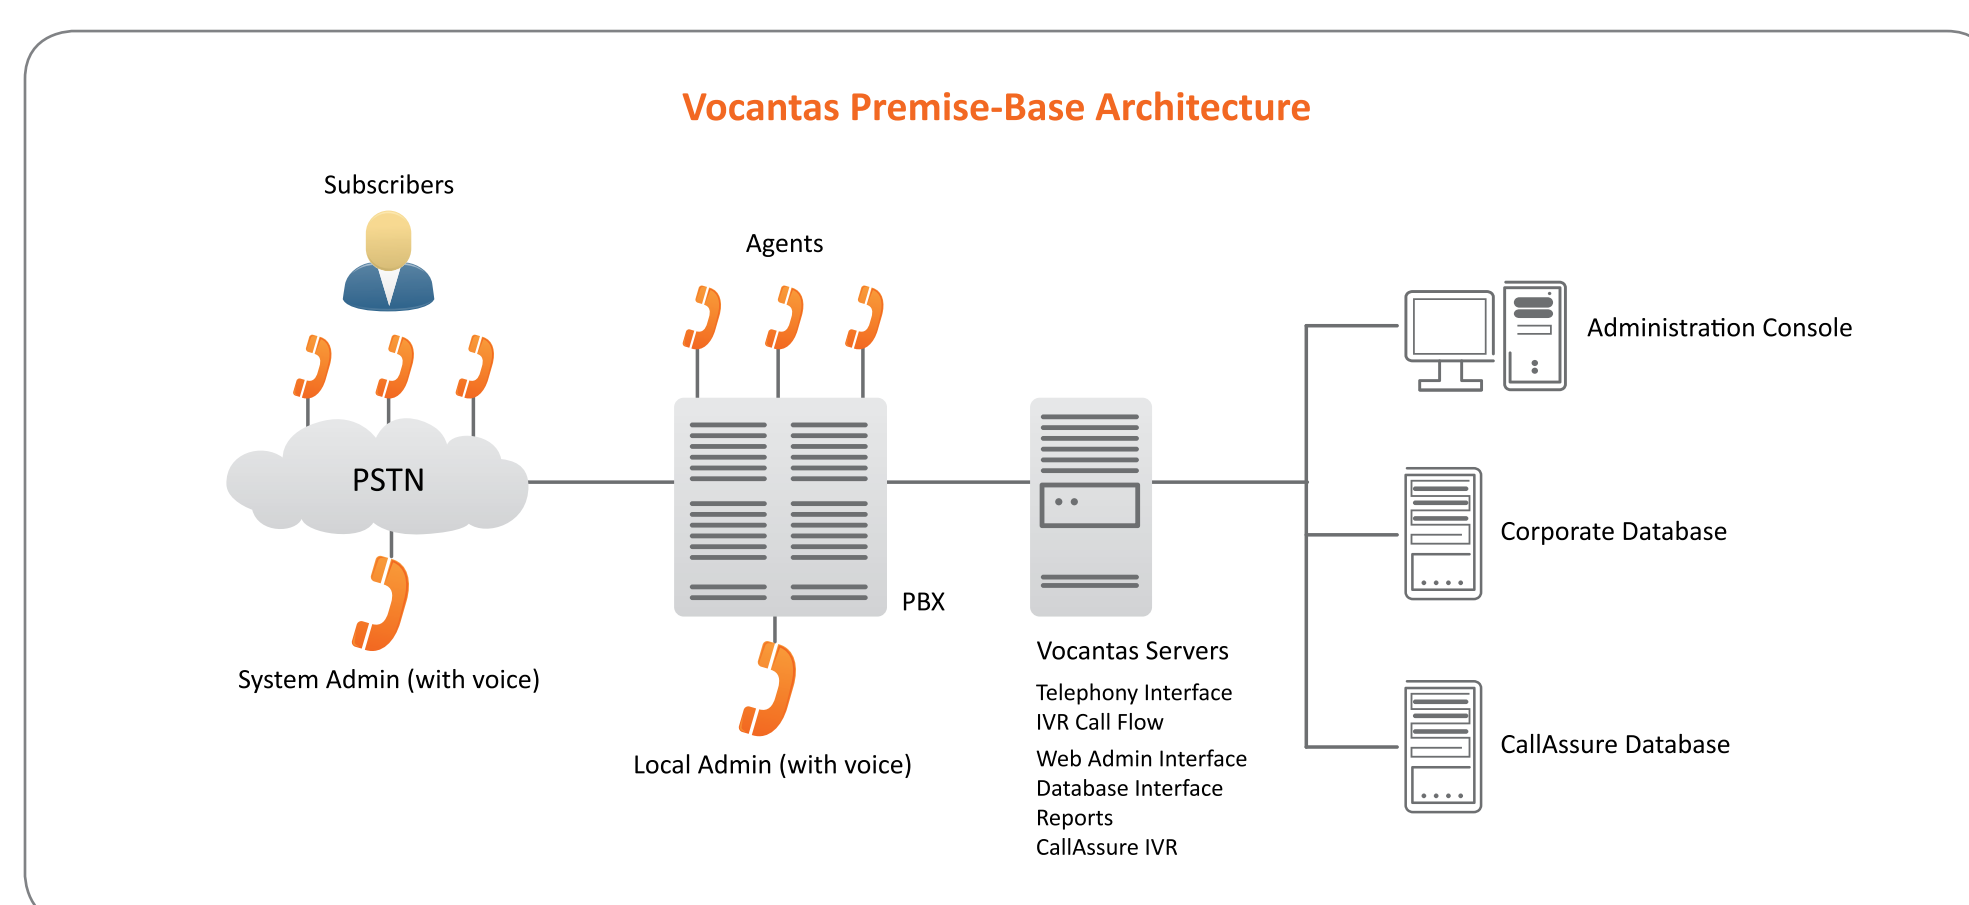 Vocantas Premise-Base Architecture
Subscribers
Agents
PSTN
PBX
System Admin (with voice)
Local Admin (with voice)
Vocantas Servers
Telephony Interface
IVR Call Flow
Web Admin Interface
Database Interface
Reports
CallAssure IVR
Administration Console
Corporate Database
CallAssure Database